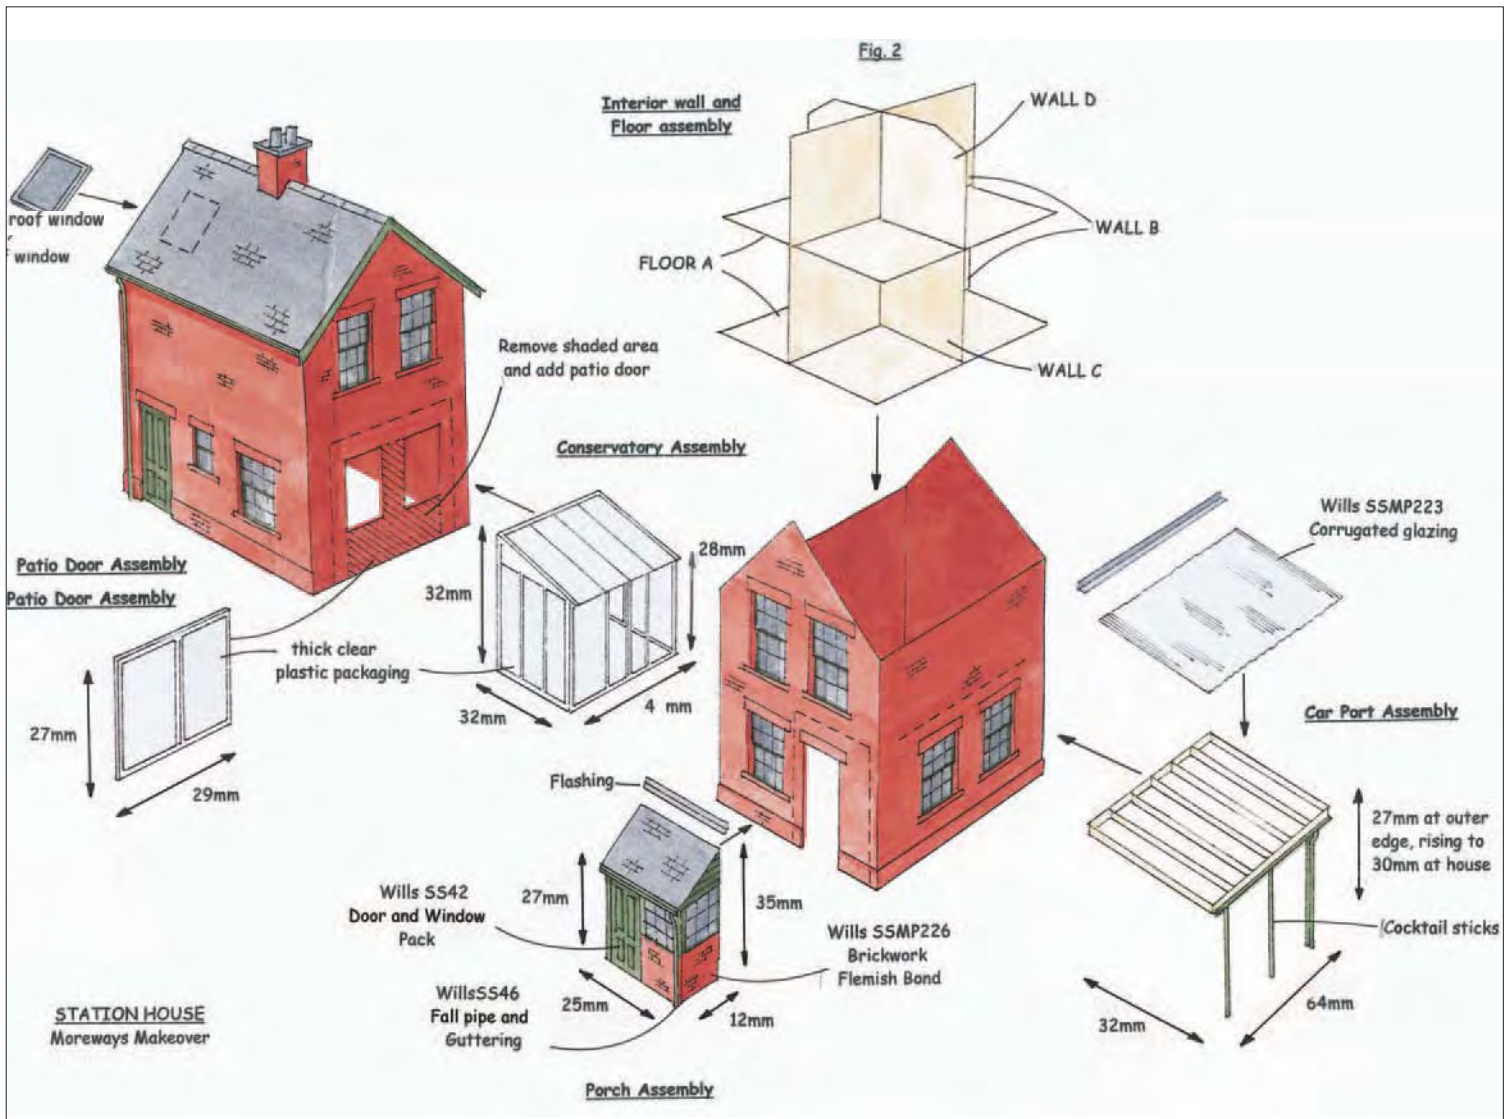 Fig. 2
Interior wall and
Floor assembly
WALL D
WALL B
FLOOR A
WALL C
roof window
window
Remove shaded area
and add patio door
Conservatory Assembly
Wills SSMP223
Corrugated glazing
28mm
32mm
Patio Door Assembly
Patio Door Assembly
thick clear
plastic packaging
4 mm
32mm
Car Port Assembly
27mm
29mm
Flashing
27mm at outer
edge, rising to
30mm at house
Wills SS42
Door and Window
Pack
27mm
35mm
Wills SSMP226
Brickwork
Flemish Bond
Cocktail sticks
WillsSS46
Fall pipe and
Guttering
25mm
12mm
64mm
32mm
STATION HOUSE
Moreways Makeover
Porch Assembly